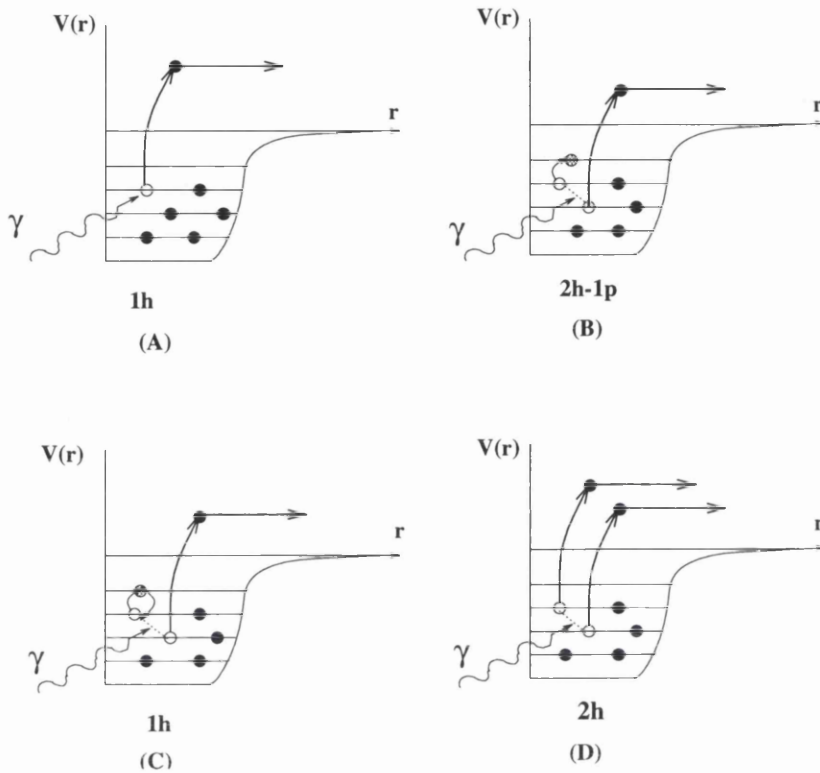 V(r)
r
γ
1h
(A)
V(r)
r
γ
2h-1p
(B)
V(r)
r
γ
1h
(C)
V(r)
r
γ
2h
(D)